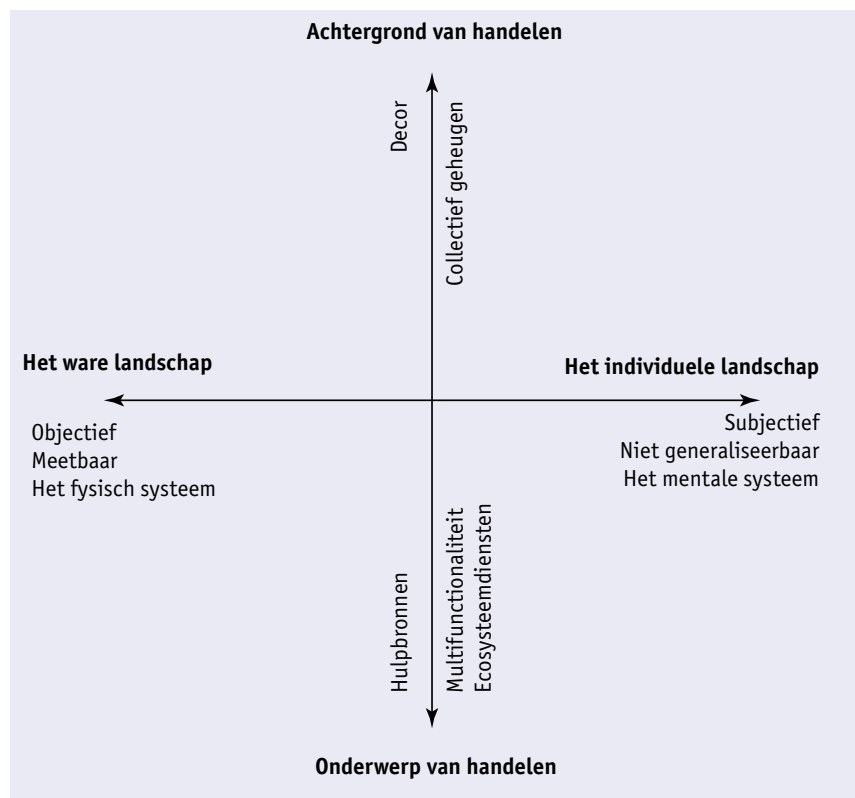 Achtergrond van handelen
Decor
Collectief geheugen
Het ware landschap
Het individuele landschap
Objectief
Meetbaar
Het fysisch systeem
Subjectief
Niet generaliseerbaar
Het mentale systeem
Hulpbronnen
Multifunctionaliteit
Ecosysteemdiensten
Onderwerp van handelen